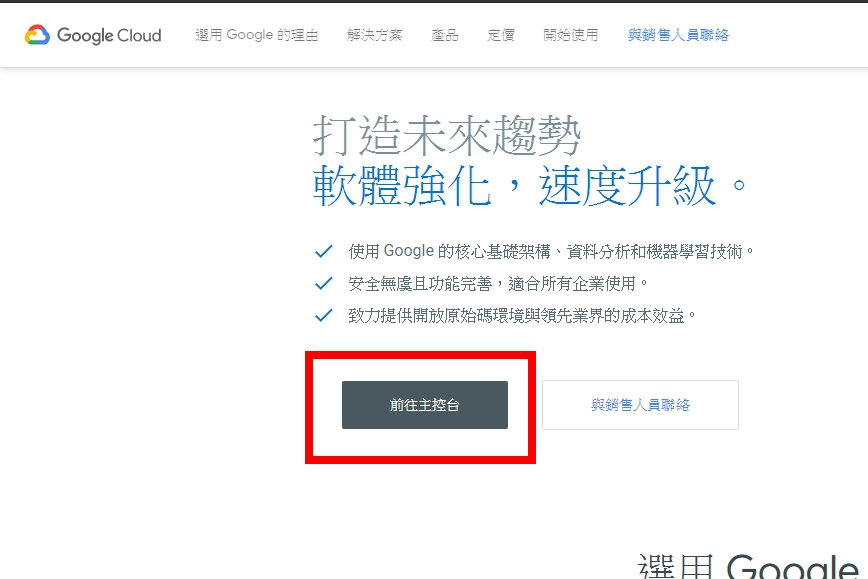 Google Cloud 選用 Google 的理由 解決方案 產品 定價 開始使用 與銷售人員聯絡
打造未來趨勢
軟體強化，速度升級。
使用 Google 的核心基礎架構、資料分析和機器學習技術。
安全無虞且功能完善，適合所有企業使用。
致力提供開放原始碼環境與領先業界的成本效益。
前往主控台 與銷售人員聯絡
選用 Google